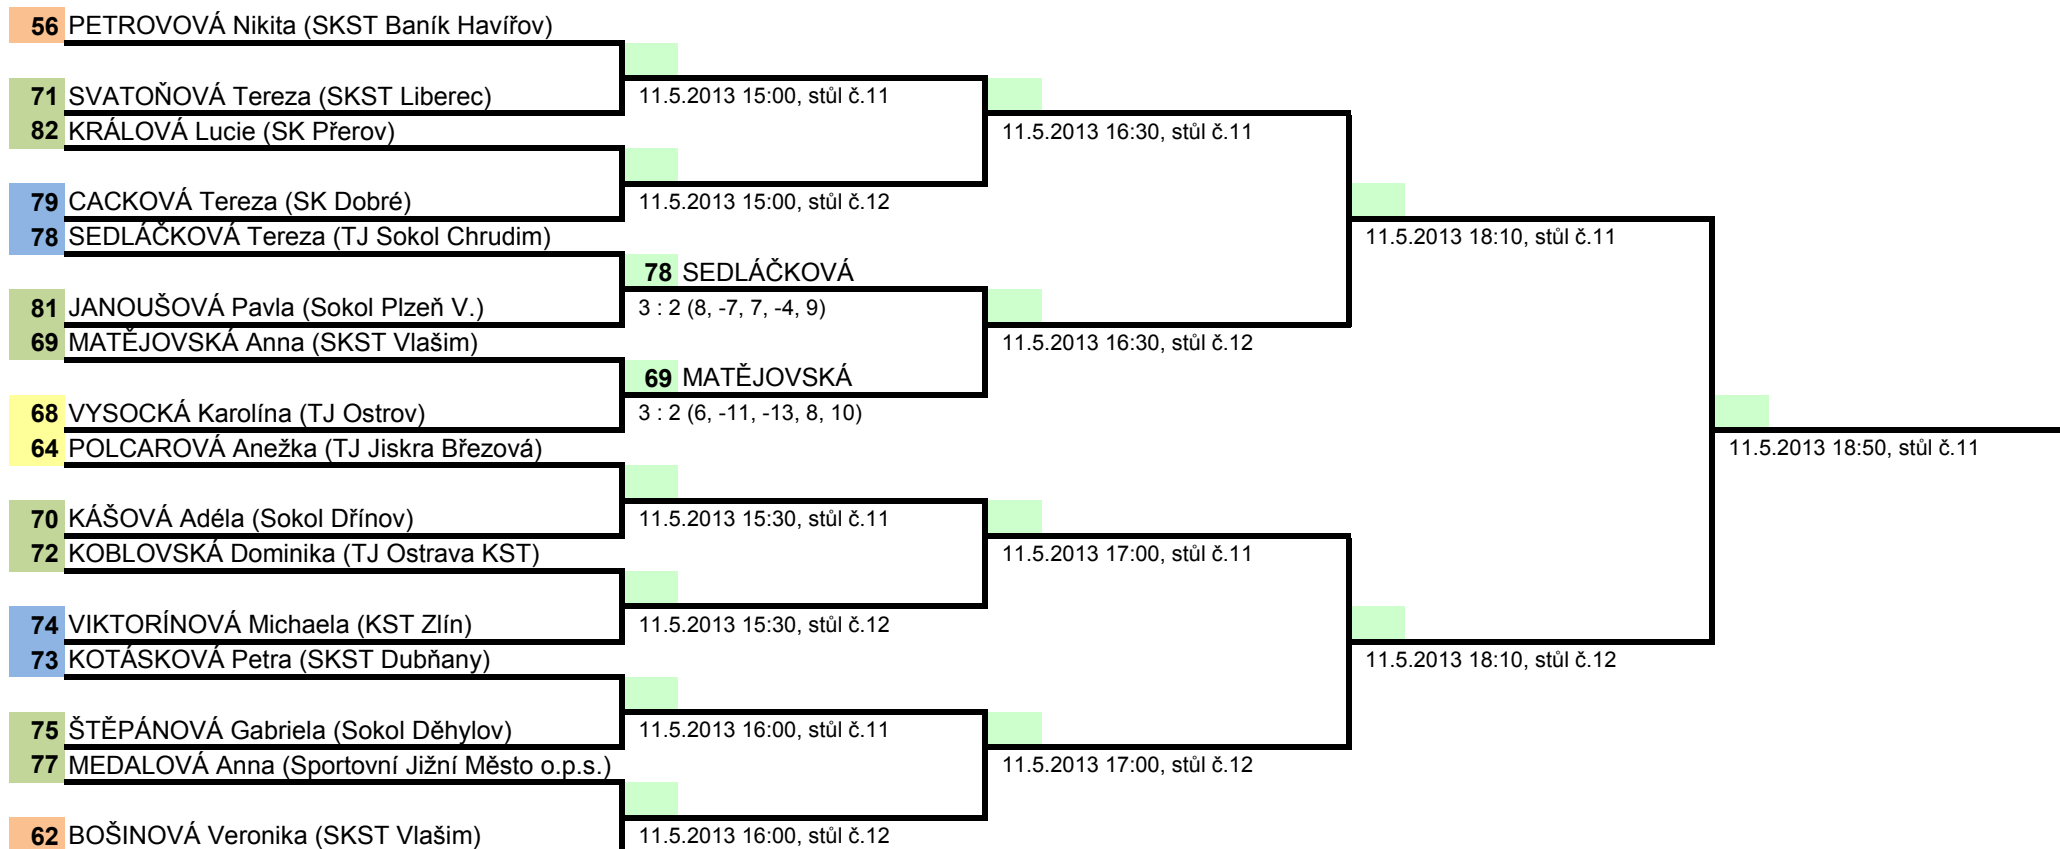 56 PETROVOVÁ Nikita (SKST Baník Havířov)
71 SVATOŇOVÁ Tereza (SKST Liberec)
11.5.2013 15:00, stůl č.11
82 KRÁLOVÁ Lucie (SK Přerov)
11.5.2013 16:30, stůl č.11
79 CACKOVÁ Tereza (SK Dobré)
11.5.2013 15:00, stůl č.12
78 SEDLÁČKOVÁ Tereza (TJ Sokol Chrudim)
11.5.2013 18:10, stůl č.11
78 SEDLÁČKOVÁ
81 JANOUŠOVÁ Pavla (Sokol Plzeň V.)
3 : 2 (8, -7, 7, -4, 9)
69 MATĚJOVSKÁ Anna (SKST Vlašim)
11.5.2013 16:30, stůl č.12
69 MATĚJOVSKÁ
68 VYSOCKÁ Karolína (TJ Ostrov)
3 : 2 (6, -11, -13, 8, 10)
64 POLCAROVÁ Anežka (TJ Jiskra Březová)
11.5.2013 18:50, stůl č.11
70 KÁŠOVÁ Adéla (Sokol Dřínov)
11.5.2013 15:30, stůl č.11
72 KOBLOVSKÁ Dominika (TJ Ostrava KST)
11.5.2013 17:00, stůl č.11
74 VIKTORÍNOVÁ Michaela (KST Zlín)
11.5.2013 15:30, stůl č.12
73 KOTÁSKOVÁ Petra (SKST Dubňany)
11.5.2013 18:10, stůl č.12
75 ŠTĚPÁNOVÁ Gabriela (Sokol Děhylov)
11.5.2013 16:00, stůl č.11
77 MEDALOVÁ Anna (Sportovní Jižní Město o.p.s.)
11.5.2013 17:00, stůl č.12
62 BOŠINOVÁ Veronika (SKST Vlašim)
11.5.2013 16:00, stůl č.12